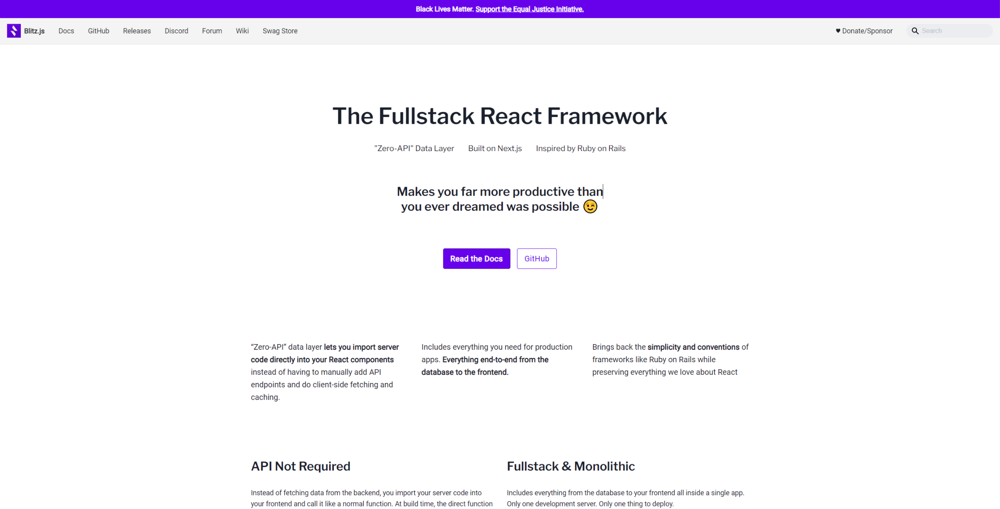 Black Lives Matter. Support the Equal Justice Initiative.
Blitz.js Docs GitHub Releases Discord Forum Wiki Swag Store ♥ Donate/Sponsor Search
The Fullstack React Framework
"Zero-API" Data Layer Built on Next.js Inspired by Ruby on Rails
Makes you far more productive than
you ever dreamed was possible 😉
Read the Docs GitHub
“Zero-API” data layer lets you import server
code directly into your React components
instead of having to manually add API
endpoints and do client-side fetching and
caching.
Includes everything you need for production
apps. Everything end-to-end from the
database to the frontend.
Brings back the simplicity and conventions of
frameworks like Ruby on Rails while
preserving everything we love about React
API Not Required
Instead of fetching data from the backend, you import your server code into
your frontend and call it like a normal function. At build time, the direct function
Fullstack & Monolithic
Includes everything from the database to your frontend all inside a single app.
Only one development server. Only one thing to deploy.